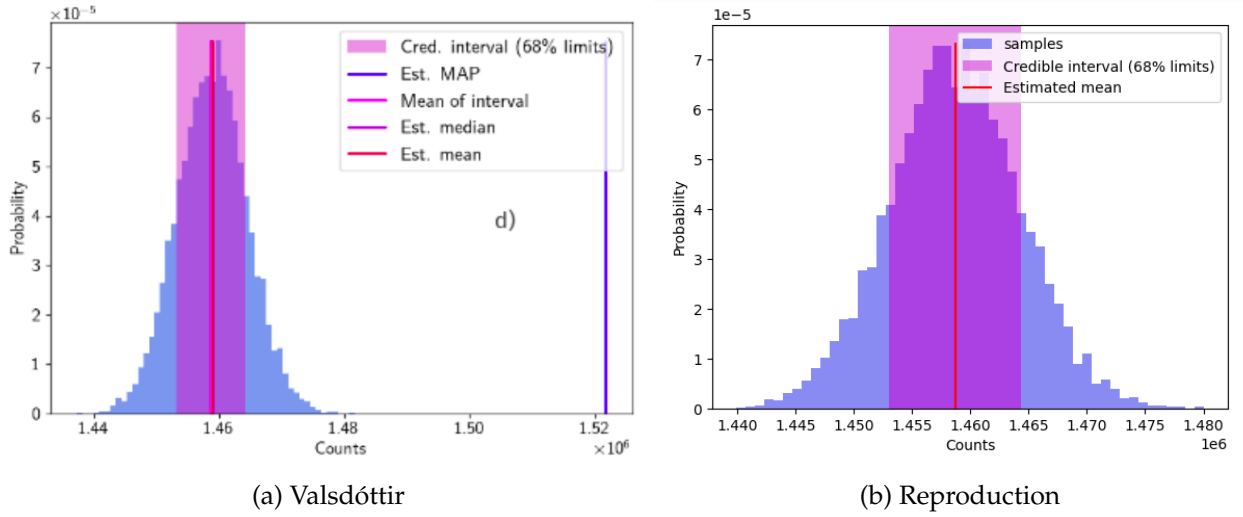 ×10⁻⁵
7
6
5
4
3
2
1
0
Probability
Cred. interval (68% limits)
Est. MAP
Mean of interval
Est. median
Est. mean
d)
1.44
1.46
1.48
1.50
1.52
Counts
×10⁶
(a) Valsdóttir
1e-5
7
6
5
4
3
2
1
0
Probability
samples
Credible interval (68% limits)
Estimated mean
1.440
1.445
1.450
1.455
1.460
1.465
1.470
1.475
1.480
Counts
1e6
(b) Reproduction